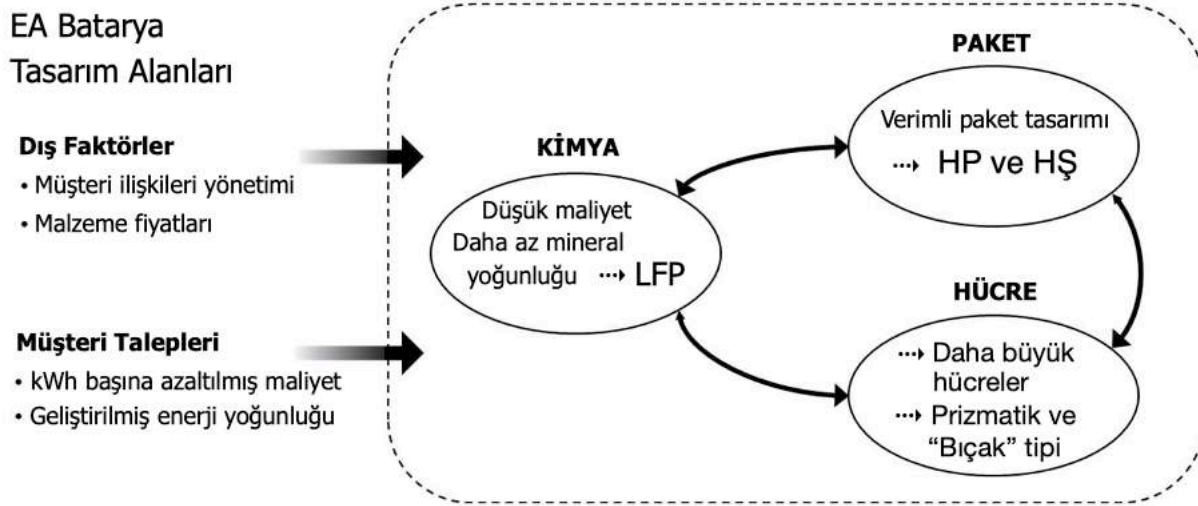 EA Batarya
Tasarım Alanları
Dış Faktörler
• Müşteri ilişkileri yönetimi
• Malzeme fiyatları
Müşteri Talepleri
• kWh başına azaltılmış maliyet
• Geliştirilmiş enerji yoğunluğu
KİMYA
Düşük maliyet
Daha az mineral
yoğunluğu ····> LFP
PAKET
Verimli paket tasarımı
····> HP ve HŞ
HÜCRE
····> Daha büyük
hücreler
····> Prizmatik ve
“Bıçak” tipi